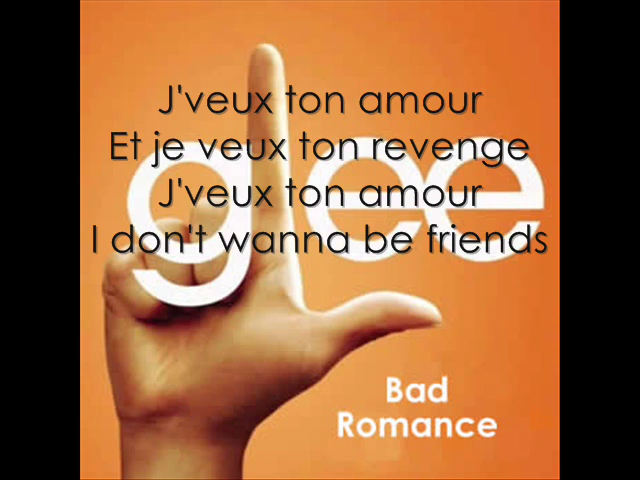 J'veux ton amour
Et je veux ton revenge
J'veux ton amour
I don't wanna be friends
glee
Bad
Romance